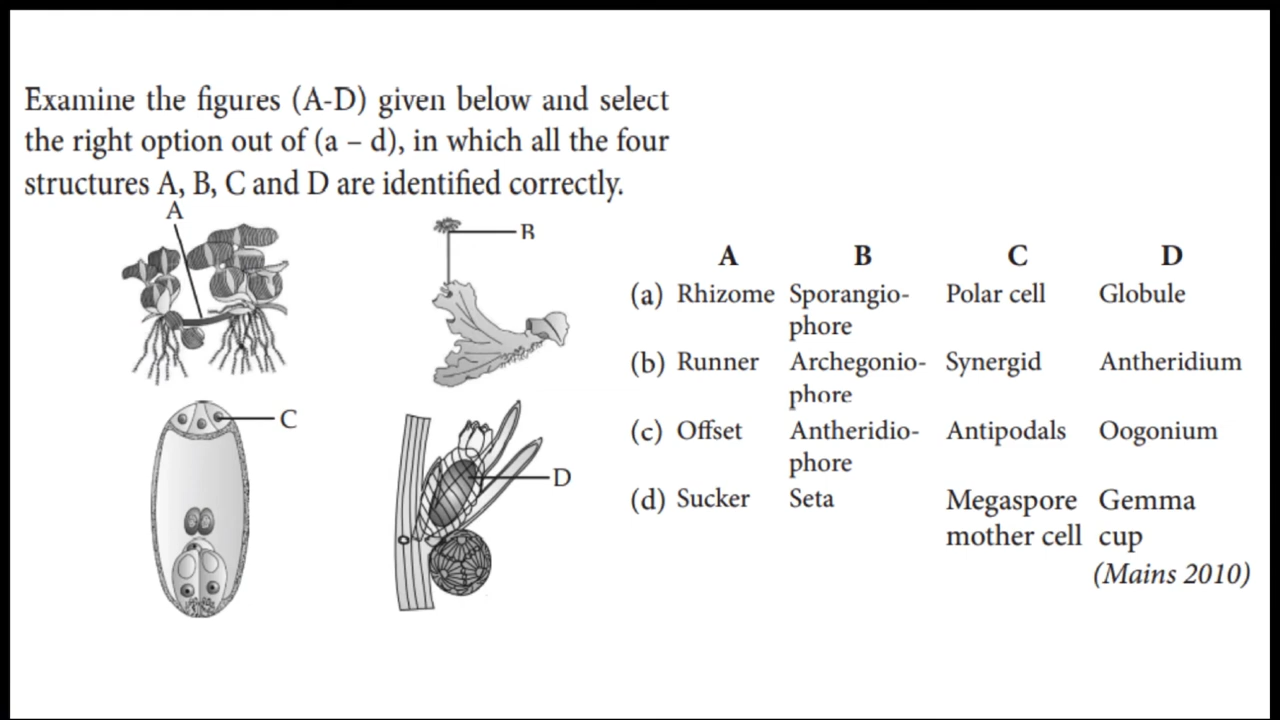 Examine the figures (A-D) given below and select
the right option out of (a – d), in which all the four
structures A, B, C and D are identified correctly.
A
B
C
D
A B C D
(a) Rhizome Sporangio- Polar cell Globule
phore
(b) Runner Archegonio- Synergid Antheridium
phore
(c) Offset Antheridio- Antipodals Oogonium
phore
(d) Sucker Seta Megaspore Gemma
mother cell cup
(Mains 2010)